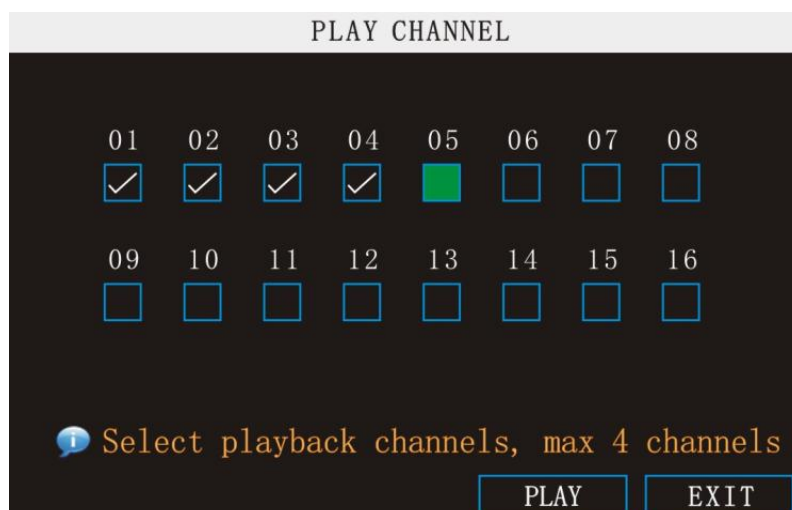 PLAY CHANNEL
01 02 03 04 05 06 07 08
09 10 11 12 13 14 15 16
Select playback channels, max 4 channels
PLAY EXIT